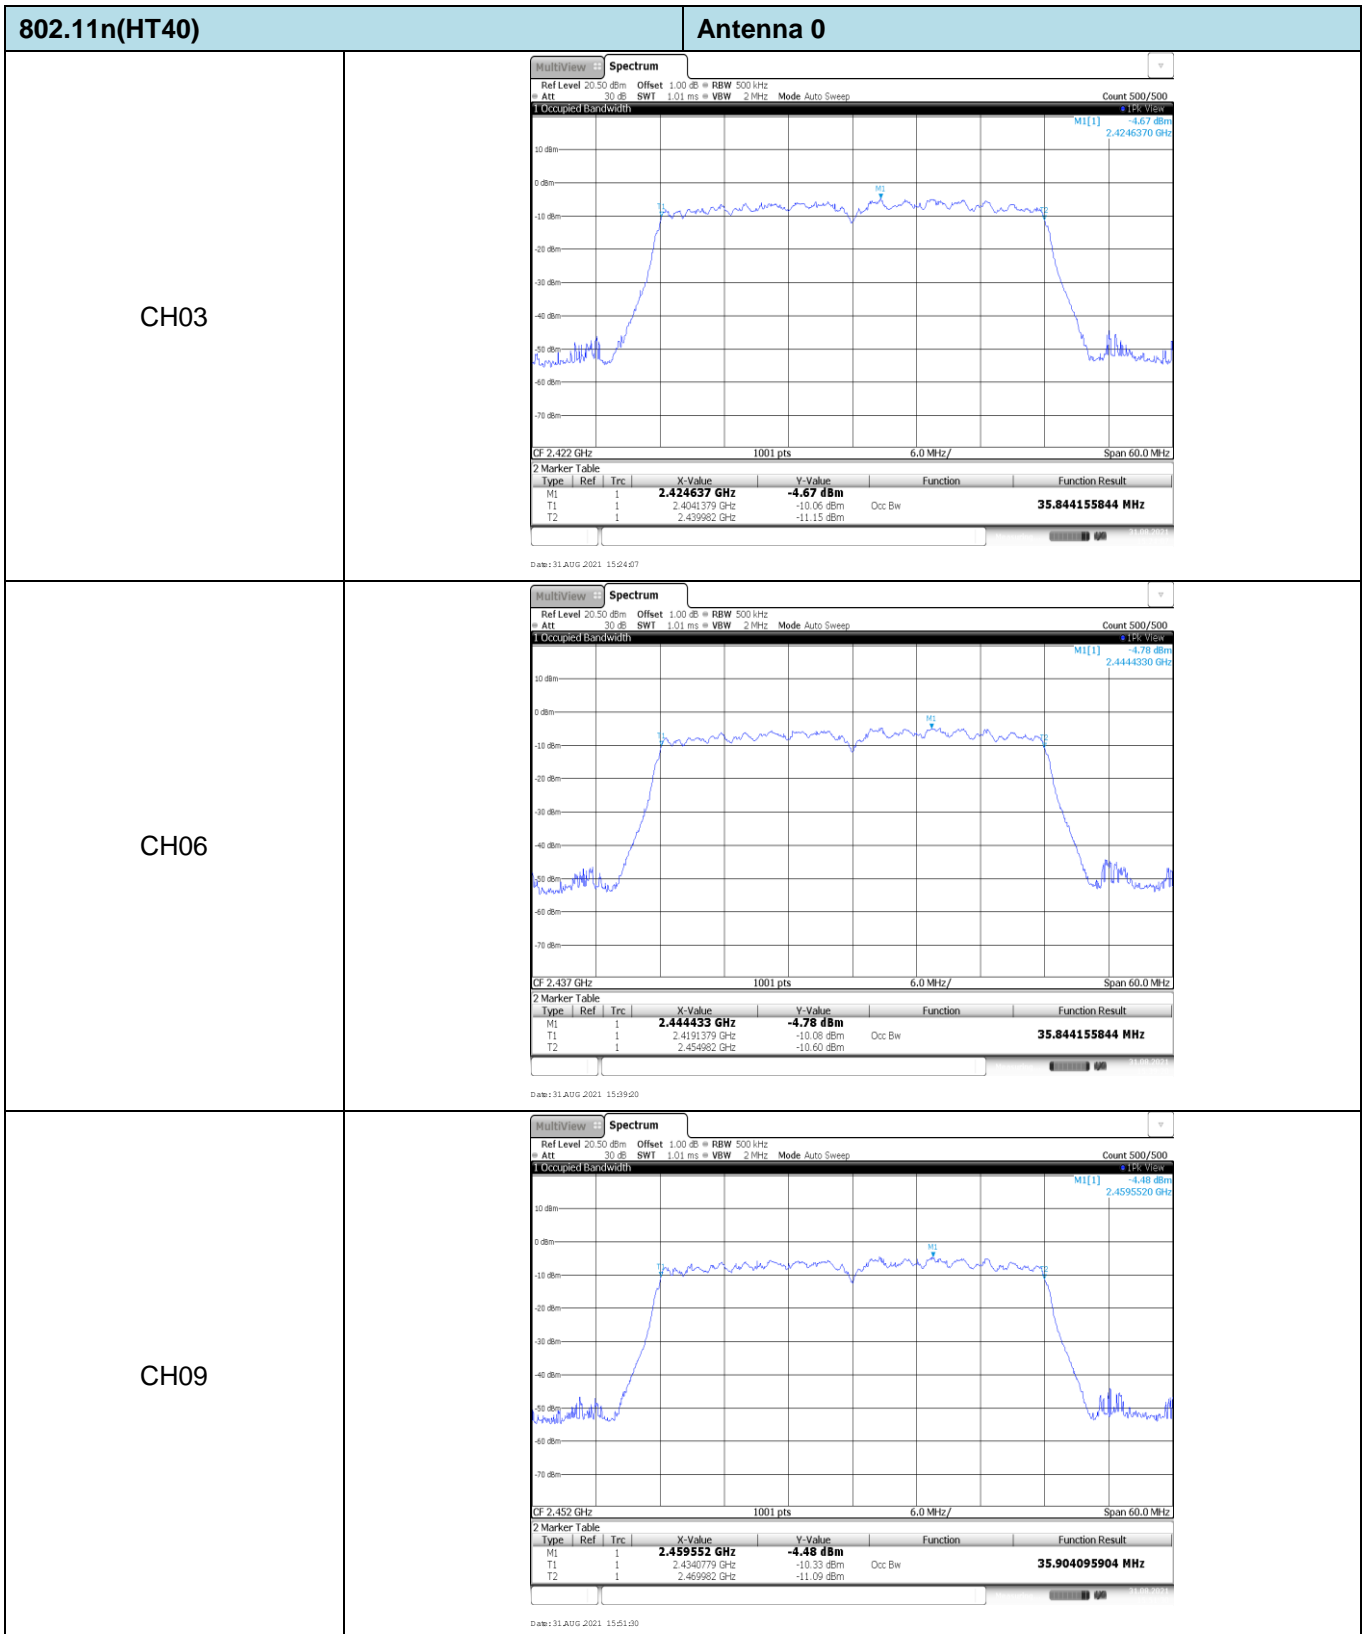 802.11n(HT40) Antenna 0
CH03
MultiView Spectrum
Ref Level 20.50 dBm Offset 1.00 dB RBW 500 kHz
Att 30 dB SWT 1.01 ms VBW 2 MHz Mode Auto Sweep Count 500/500
1 Occupied Bandwidth 1Pk View
M1[1] -4.67 dBm
2.4246370 GHz
10 dBm
0 dBm
M1
T1 T2
-10 dBm
-20 dBm
-30 dBm
-40 dBm
-50 dBm
-60 dBm
-70 dBm
CF 2.422 GHz 1001 pts 6.0 MHz/ Span 60.0 MHz
2 Marker Table
Type Ref Trc X-Value Y-Value Function Function Result
M1 1 2.424637 GHz -4.67 dBm
T1 1 2.4041379 GHz -10.06 dBm Occ Bw 35.844155844 MHz
T2 1 2.439982 GHz -11.15 dBm
31.08.2021
Date: 31.AUG.2021 15:24:07
CH06
MultiView Spectrum
Ref Level 20.50 dBm Offset 1.00 dB RBW 500 kHz
Att 30 dB SWT 1.01 ms VBW 2 MHz Mode Auto Sweep Count 500/500
1 Occupied Bandwidth 1Pk View
M1[1] -4.78 dBm
2.4444330 GHz
10 dBm
0 dBm
M1
T1 T2
-10 dBm
-20 dBm
-30 dBm
-40 dBm
-50 dBm
-60 dBm
-70 dBm
CF 2.437 GHz 1001 pts 6.0 MHz/ Span 60.0 MHz
2 Marker Table
Type Ref Trc X-Value Y-Value Function Function Result
M1 1 2.444433 GHz -4.78 dBm
T1 1 2.4191379 GHz -10.08 dBm Occ Bw 35.844155844 MHz
T2 1 2.454982 GHz -10.60 dBm
31.08.2021
Date: 31.AUG.2021 15:39:20
CH09
MultiView Spectrum
Ref Level 20.50 dBm Offset 1.00 dB RBW 500 kHz
Att 30 dB SWT 1.01 ms VBW 2 MHz Mode Auto Sweep Count 500/500
1 Occupied Bandwidth 1Pk View
M1[1] -4.48 dBm
2.4595520 GHz
10 dBm
0 dBm
M1
T1 T2
-10 dBm
-20 dBm
-30 dBm
-40 dBm
-50 dBm
-60 dBm
-70 dBm
CF 2.452 GHz 1001 pts 6.0 MHz/ Span 60.0 MHz
2 Marker Table
Type Ref Trc X-Value Y-Value Function Function Result
M1 1 2.459552 GHz -4.48 dBm
T1 1 2.4340779 GHz -10.33 dBm Occ Bw 35.904095904 MHz
T2 1 2.469982 GHz -11.09 dBm
31.08.2021
Date: 31.AUG.2021 15:51:30